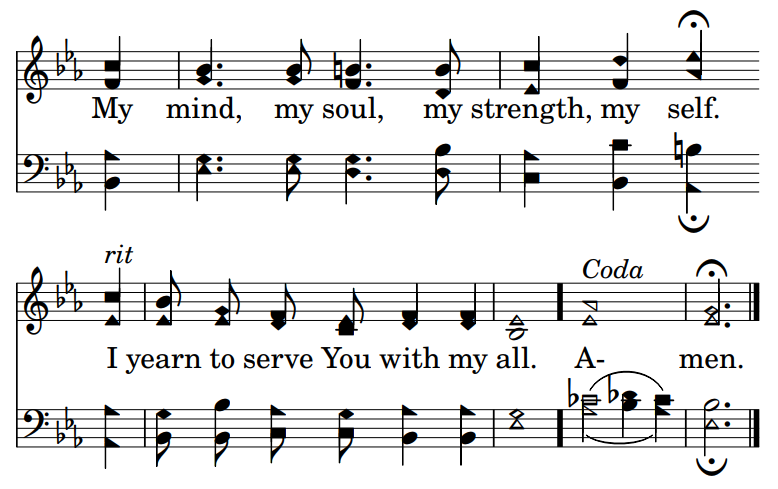 My mind, my soul, my strength, my self.
rit
Coda
I yearn to serve You with my all. A- men.